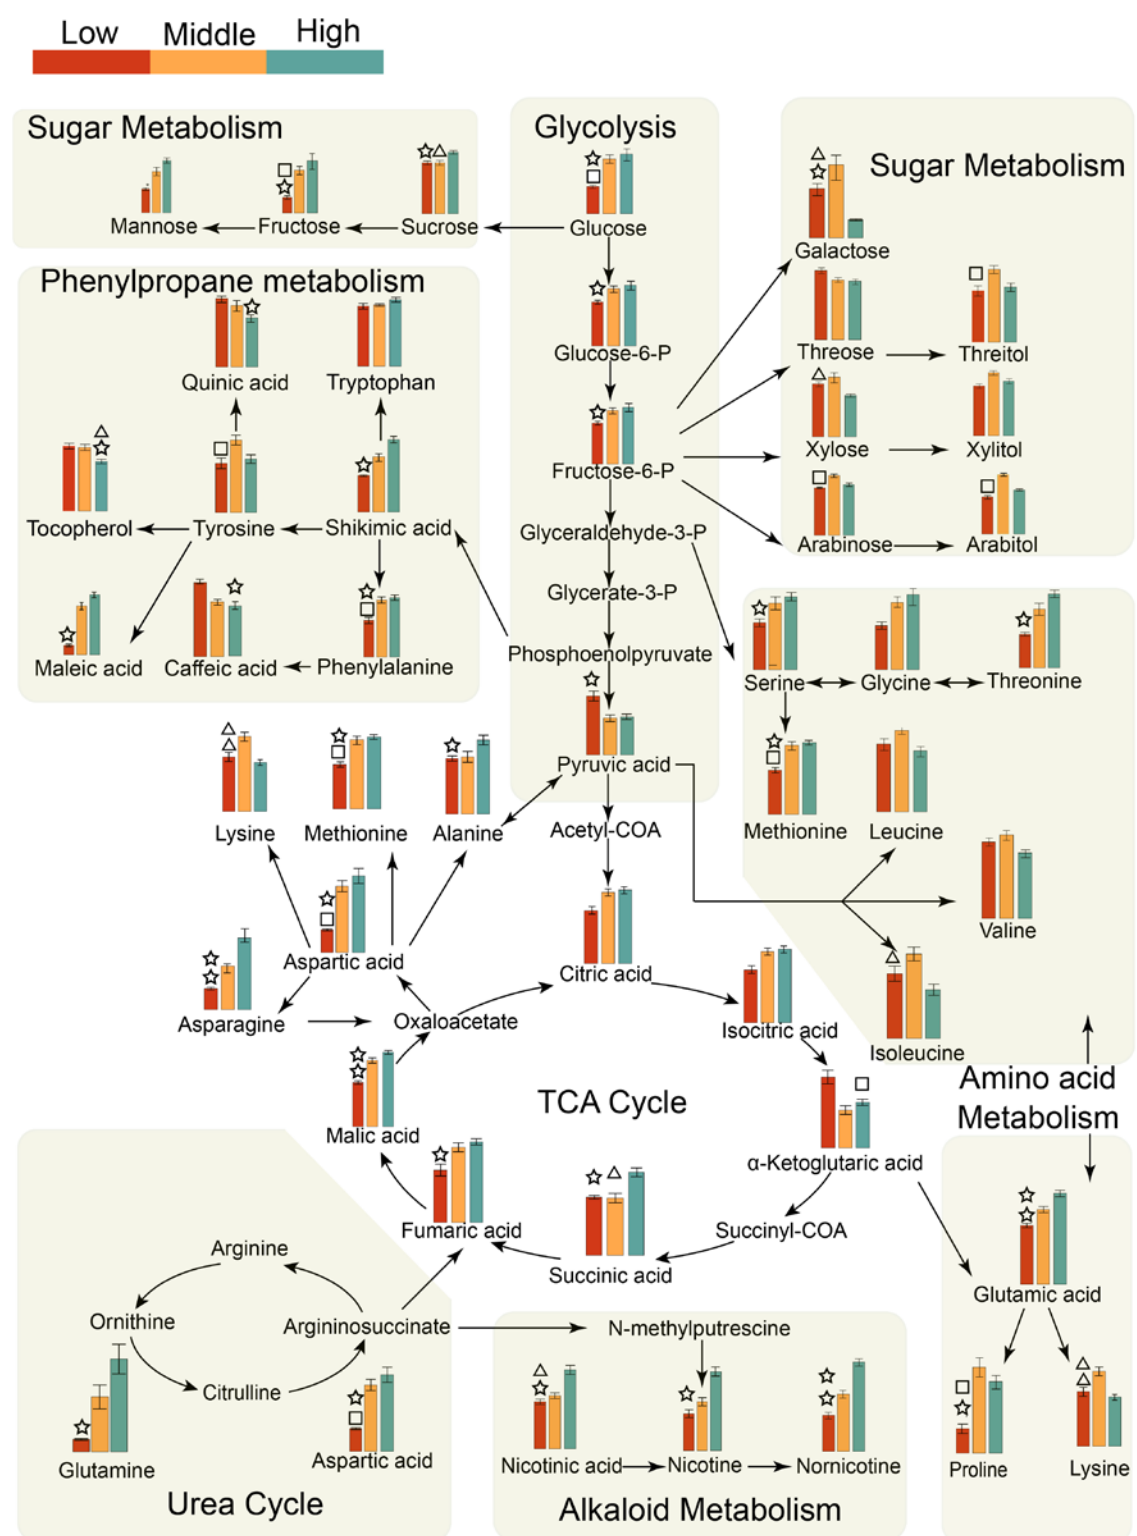 Low Middle High
Sugar Metabolism
Glycolysis
Sugar Metabolism
Mannose
Fructose
Sucrose
Glucose
Galactose
Phenylpropane metabolism
Quinic acid
Tryptophan
Glucose-6-P
Threose
Threitol
Xylose
Xylitol
Fructose-6-P
Tocopherol
Tyrosine
Shikimic acid
Glyceraldehyde-3-P
Arabinose
Arabitol
Glycerate-3-P
Maleic acid
Caffeic acid
Phenylalanine
Phosphoenolpyruvate
Serine
Glycine
Threonine
Pyruvic acid
Lysine
Methionine
Alanine
Acetyl-COA
Methionine
Leucine
Valine
Aspartic acid
Citric acid
Asparagine
Oxaloacetate
Isocitric acid
Isoleucine
TCA Cycle
Amino acid
Metabolism
Malic acid
α-Ketoglutaric acid
Fumaric acid
Succinyl-COA
Succinic acid
Arginine
Glutamic acid
Ornithine
Argininosuccinate
N-methylputrescine
Citrulline
Glutamine
Aspartic acid
Nicotinic acid
Nicotine
Nornicotine
Proline
Lysine
Urea Cycle
Alkaloid Metabolism